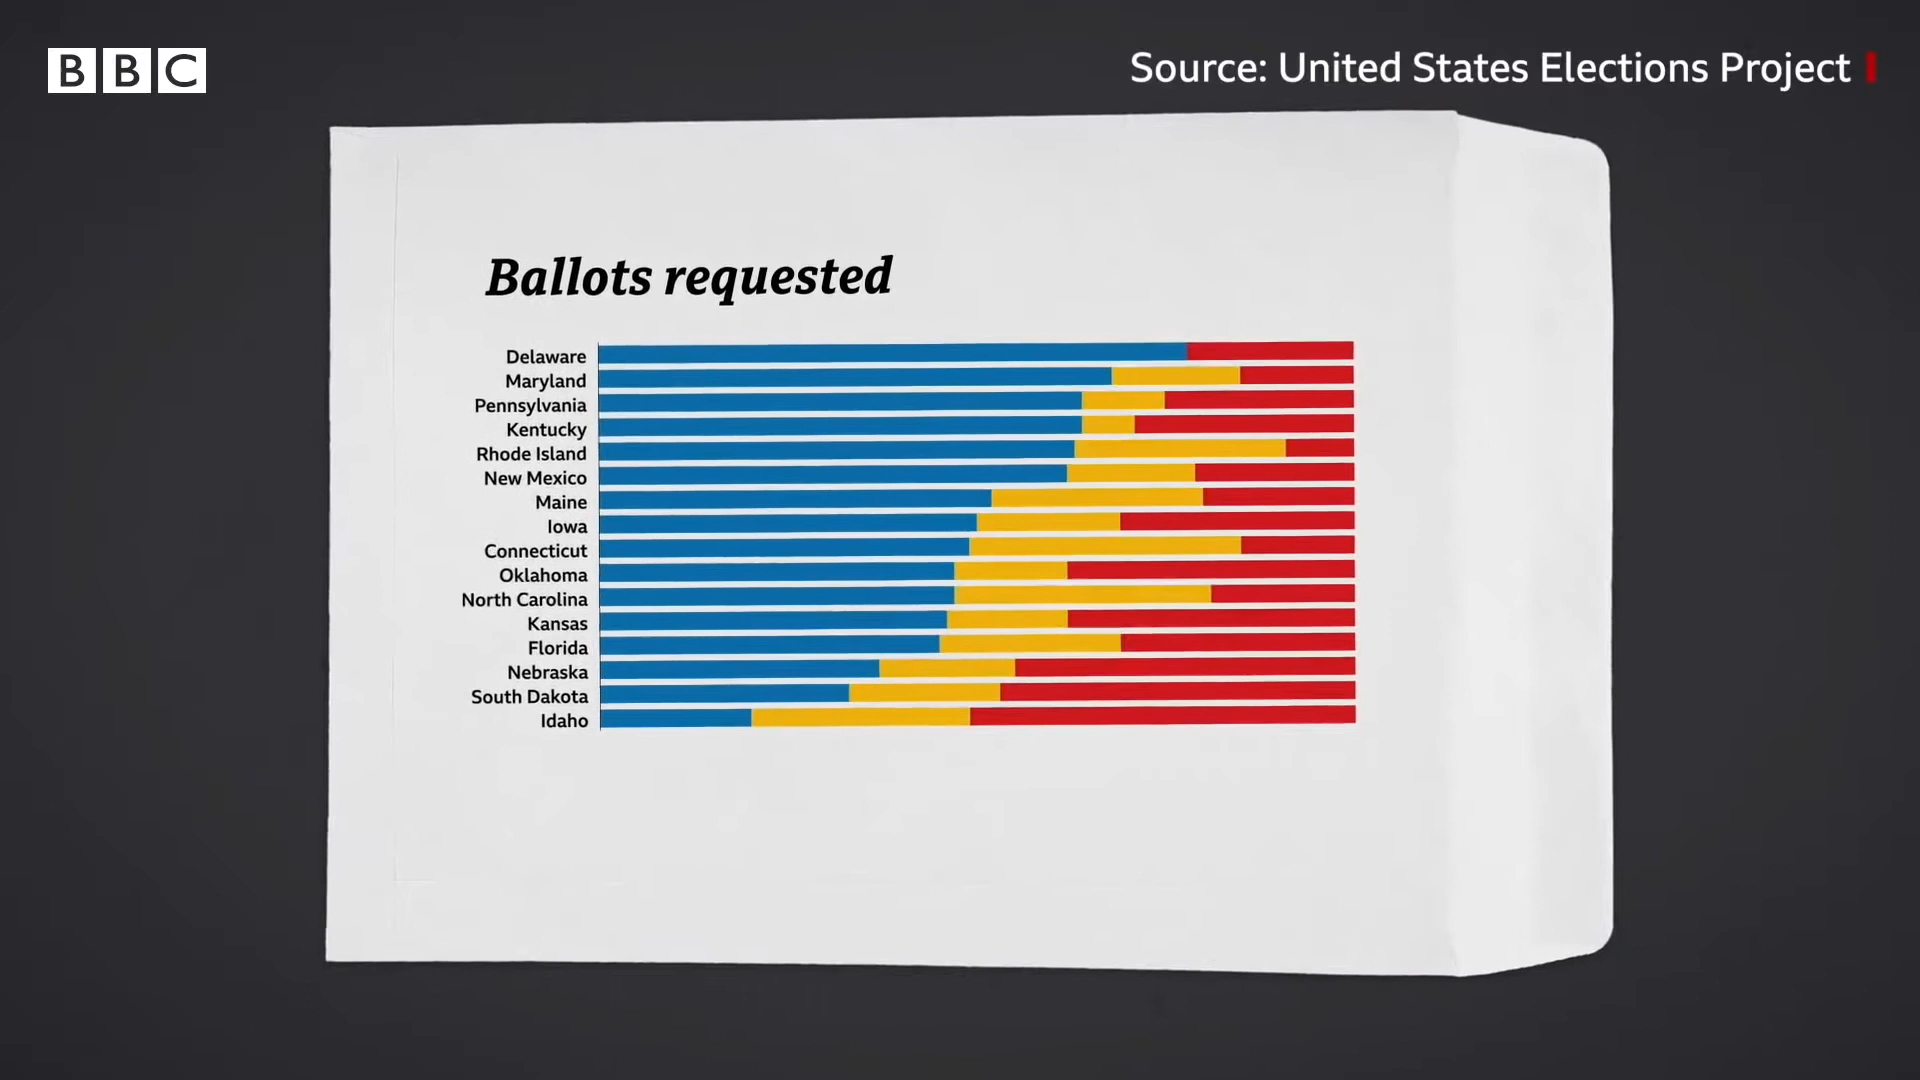 BBC
Source: United States Elections Project
Ballots requested
Delaware
Maryland
Pennsylvania
Kentucky
Rhode Island
New Mexico
Maine
Iowa
Connecticut
Oklahoma
North Carolina
Kansas
Florida
Nebraska
South Dakota
Idaho